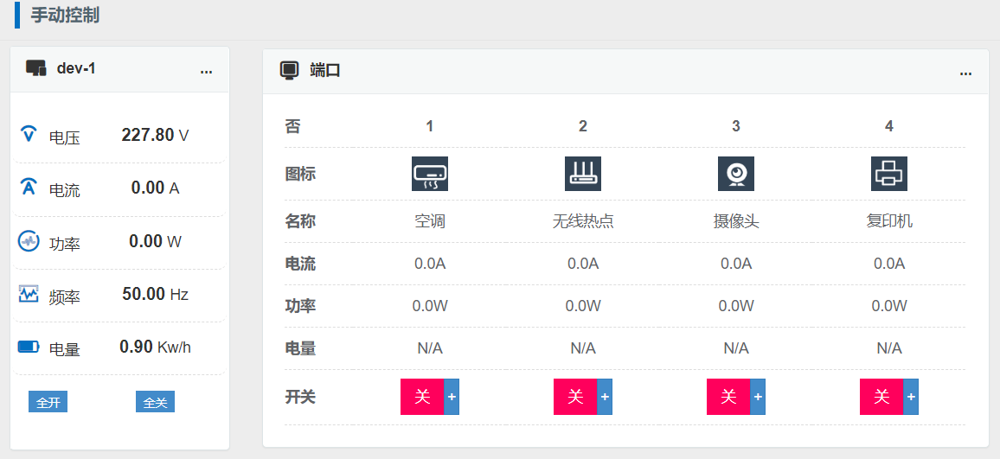 手动控制
dev-1 ...
电压 227.80 V
电流 0.00 A
功率 0.00 W
频率 50.00 Hz
电量 0.90 Kw/h
全开 全关
端口 ...
否 1 2 3 4
图标
名称 空调 无线热点 摄像头 复印机
电流 0.0A 0.0A 0.0A 0.0A
功率 0.0W 0.0W 0.0W 0.0W
电量 N/A N/A N/A N/A
开关 关 + 关 + 关 + 关 +